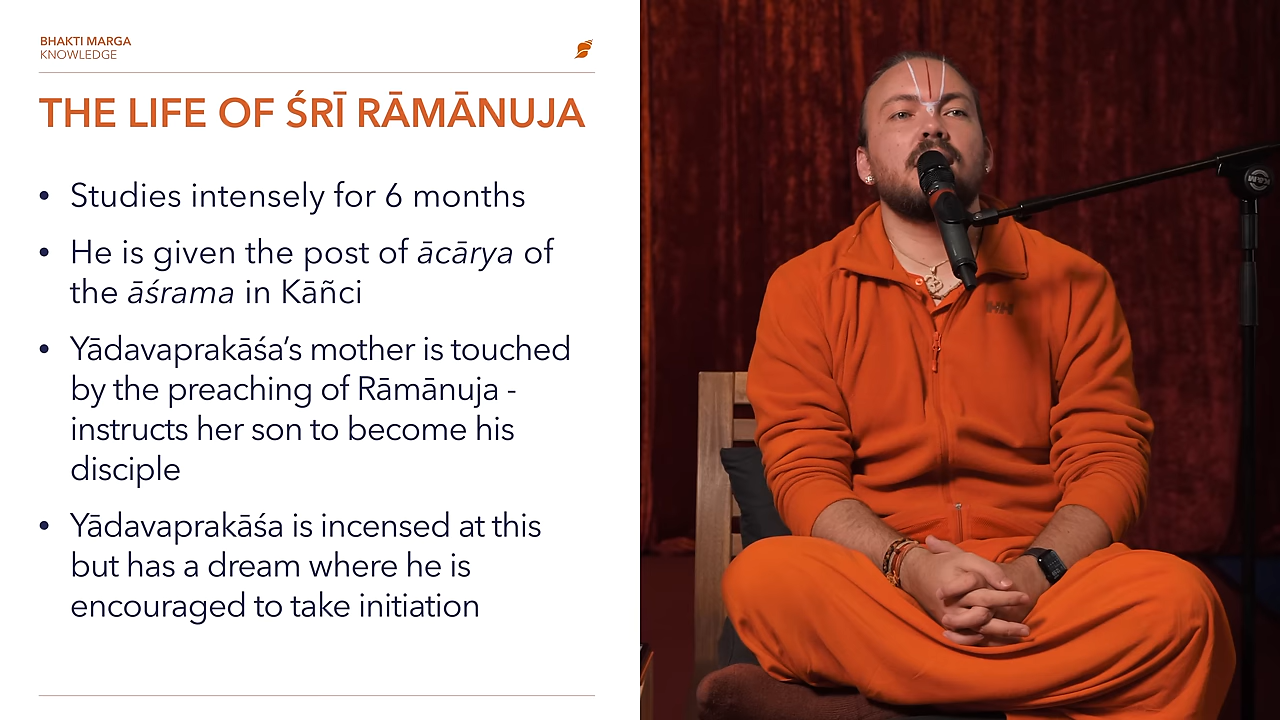 BHAKTI MARGA
KNOWLEDGE
THE LIFE OF ŚRĪ RĀMĀNUJA
• Studies intensely for 6 months
• He is given the post of ācārya of
the āśrama in Kāñci
• Yādavaprakāśa’s mother is touched
by the preaching of Rāmānuja -
instructs her son to become his
disciple
• Yādavaprakāśa is incensed at this
but has a dream where he is
encouraged to take initiation
HH
K&M